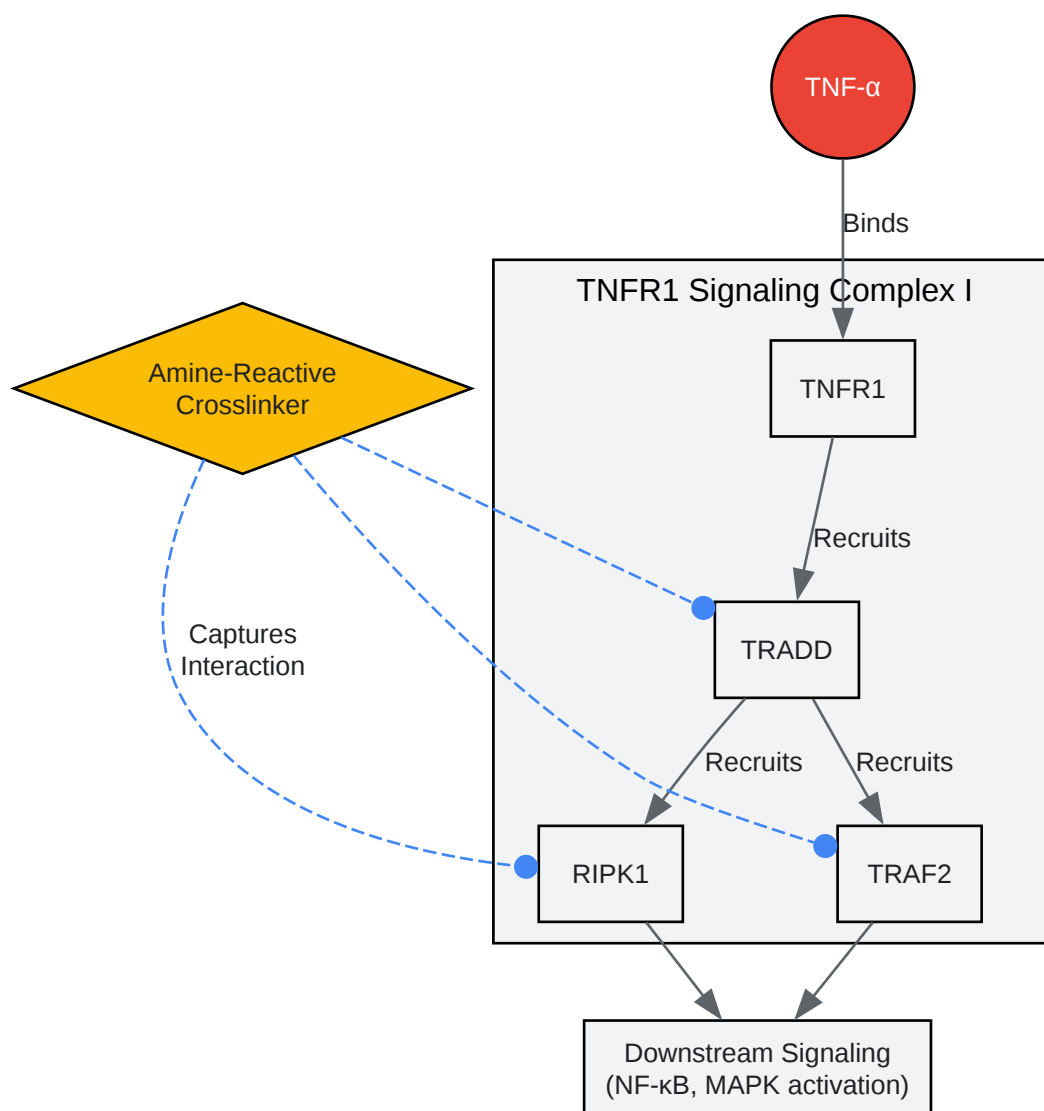 TNF-α
Binds
TNFR1 Signaling Complex I
Amine-Reactive
Crosslinker
TNFR1
Recruits
Captures
Interaction
TRADD
Recruits
Recruits
RIPK1
TRAF2
Downstream Signaling
(NF-κB, MAPK activation)